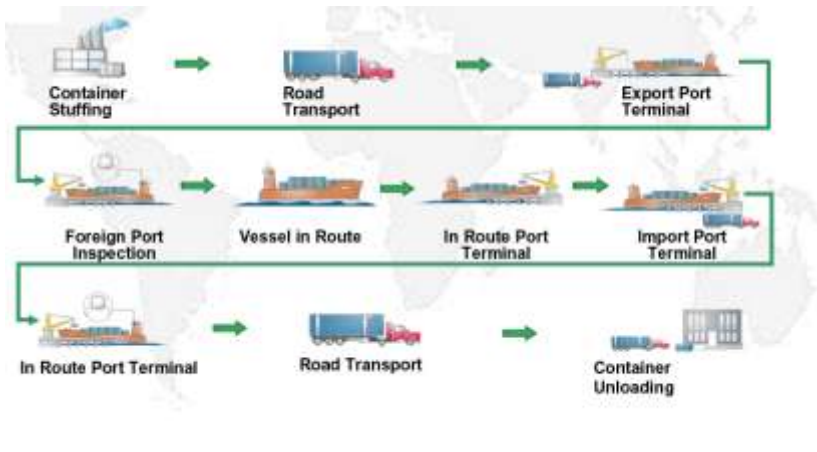 Container
Stuffing
Road
Transport
Export Port
Terminal
Foreign Port
Inspection
Vessel in Route
In Route Port
Terminal
Import Port
Terminal
In Route Port Terminal
Road Transport
Container
Unloading